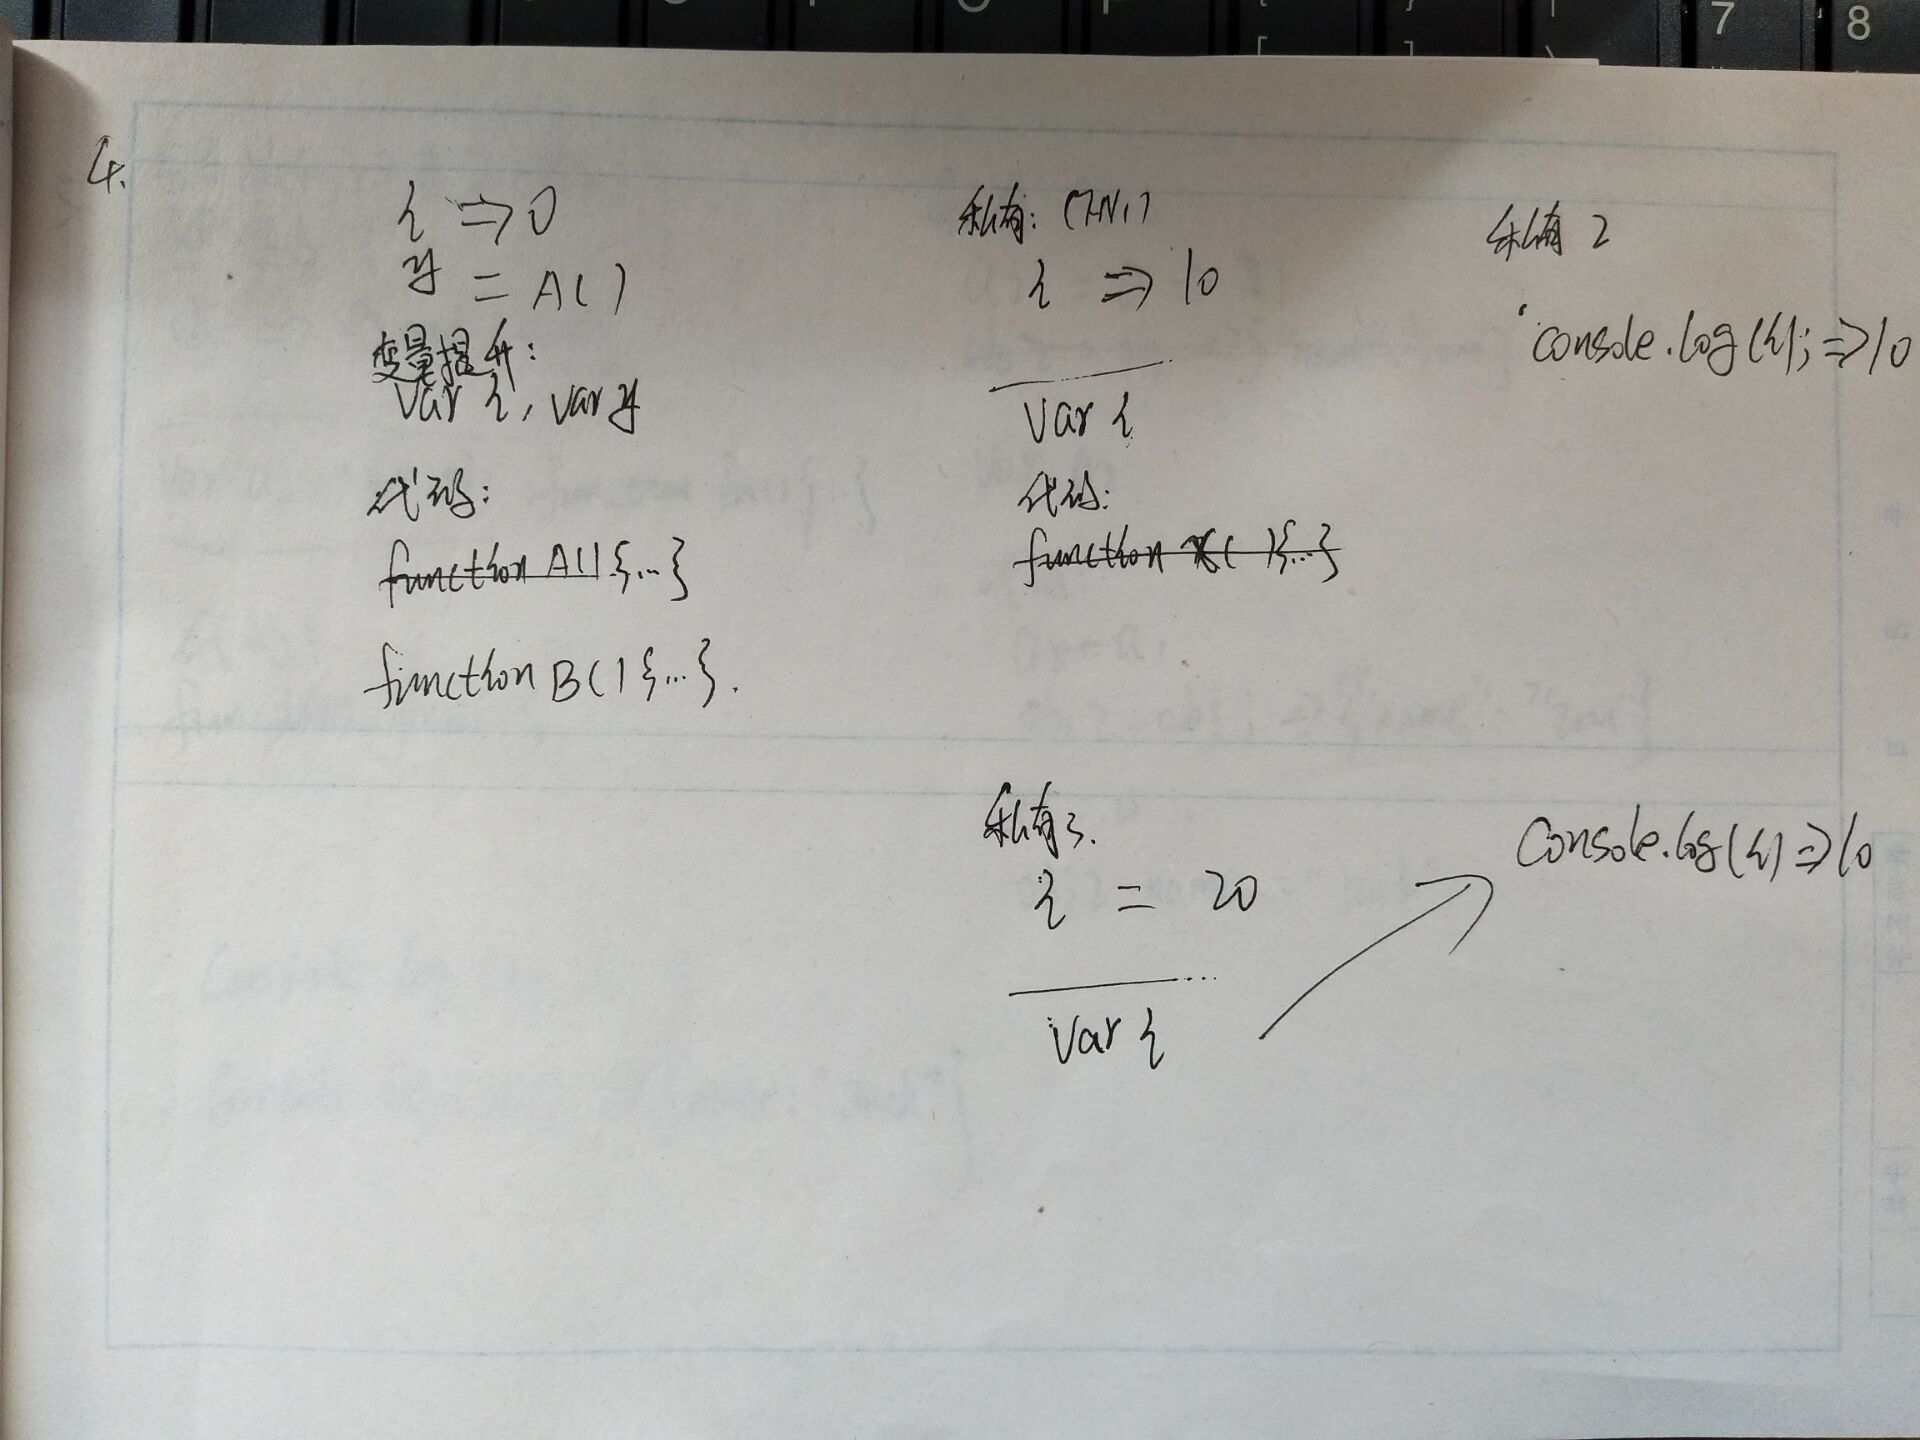 4.
i => 0
y = A( )
变量提升:
var i, var y
代码:
function A( ) {...}
function B( ) {...}.
私有:
i => 10
var i
代码:
function x( ) {...}
私有 2
console.log(i); => 10
私有3.
i = 20
var i
Console.log(i) => 10
7
8